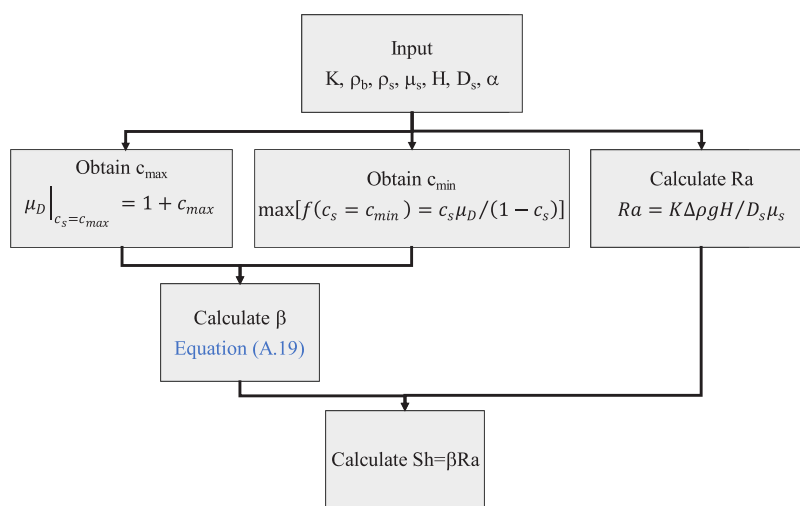 Input
K, ρb, ρs, μs, H, Ds, α
Obtain cmax
μD|cs=cmax = 1 + cmax
Obtain cmin
max[f(cs = cmin) = csμD/(1 − cs)]
Calculate Ra
Ra = KΔρgH/Dsμs
Calculate β
Equation (A.19)
Calculate Sh=βRa